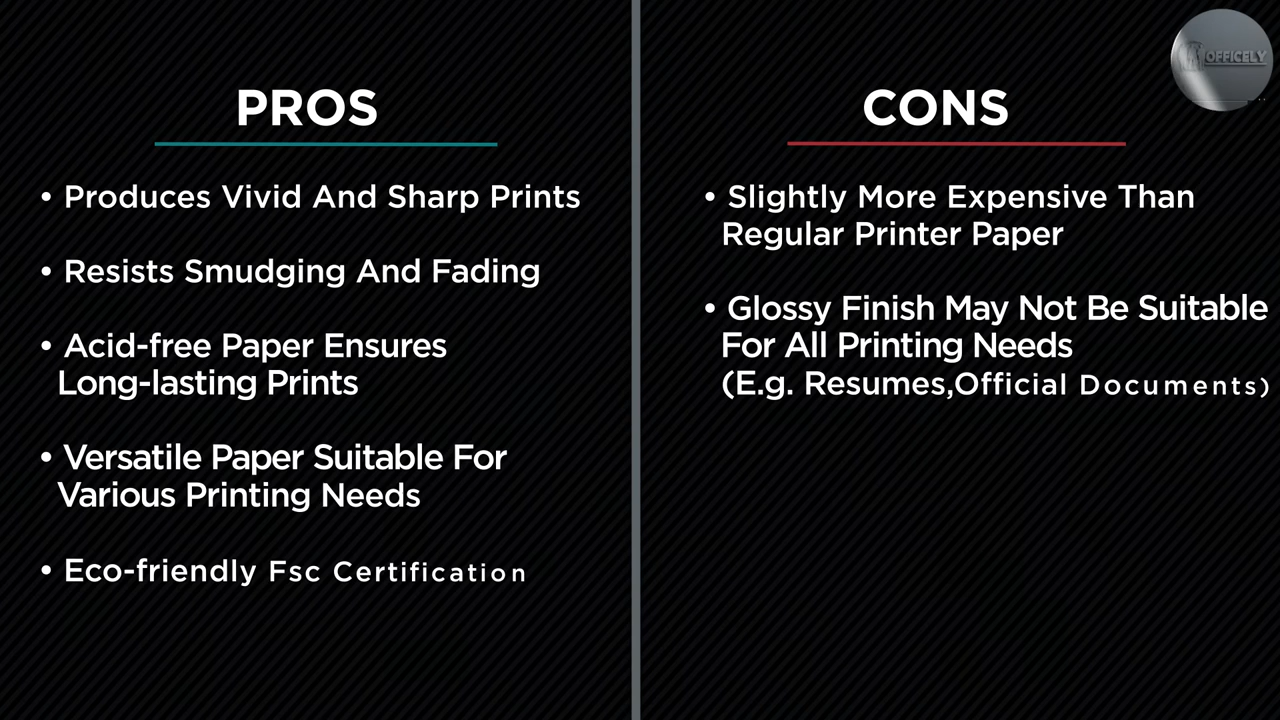 OFFICELY
PROS
• Produces Vivid And Sharp Prints
• Resists Smudging And Fading
• Acid-free Paper Ensures
Long-lasting Prints
• Versatile Paper Suitable For
Various Printing Needs
• Eco-friendly Fsc Certification
CONS
• Slightly More Expensive Than
Regular Printer Paper
• Glossy Finish May Not Be Suitable
For All Printing Needs
(E.g. Resumes,Official Documents)